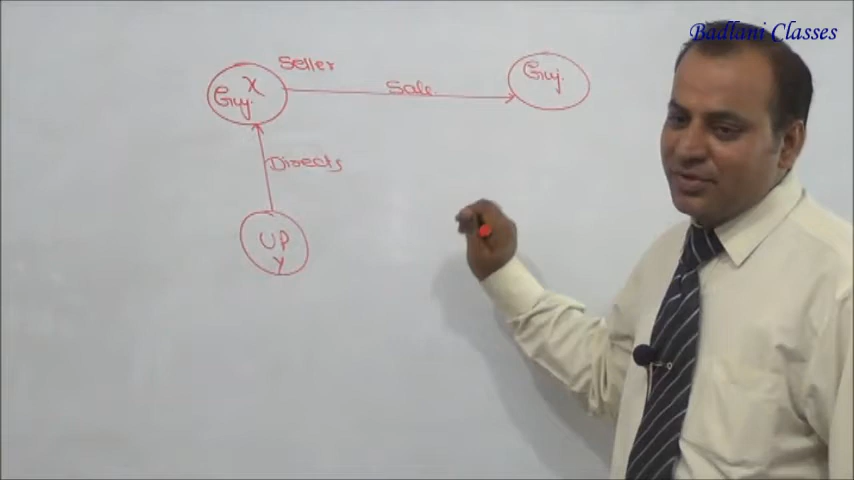 Badlani Classes
Seller
X
Guj.
Sale
Guj.
Directs
UP
Y